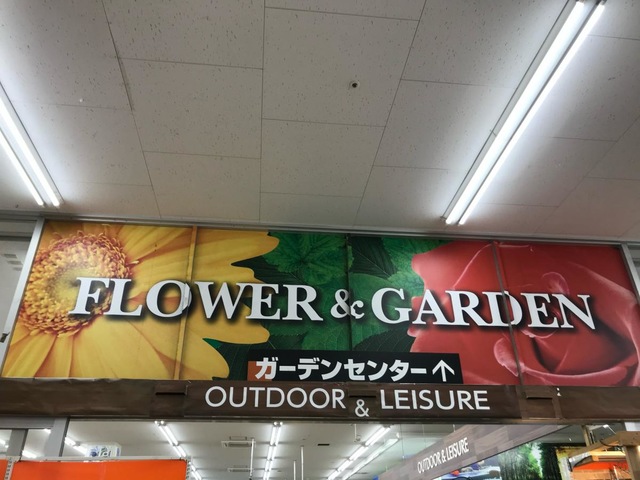 FLOWER & GARDEN
ガーデンセンター↑
OUTDOOR & LEISURE
OUTDOOR & LEISURE